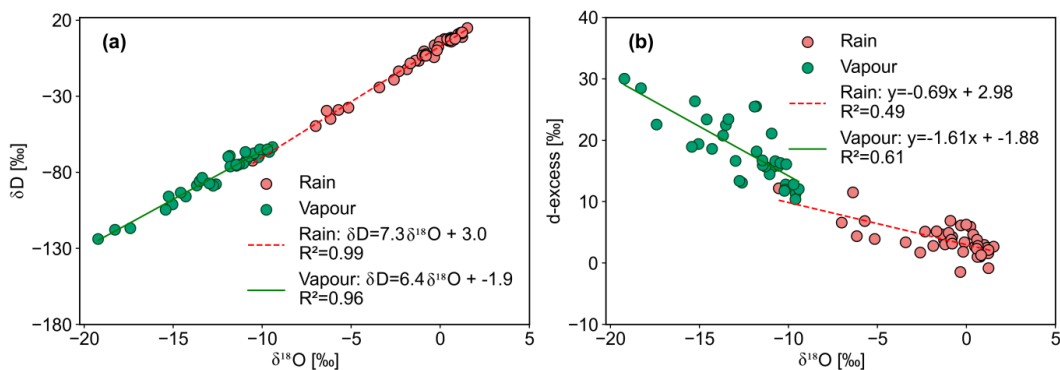 (a)
20
−30
−80
−130
−180
δD [‰]
Rain
Vapour
Rain: δD=7.3δ¹⁸O + 3.0
R²=0.99
Vapour: δD=6.4δ¹⁸O + -1.9
R²=0.96
−20
−15
−10
−5
0
5
δ¹⁸O [‰]
(b)
40
30
20
10
0
−10
d-excess [‰]
Rain
Vapour
Rain: y=-0.69x + 2.98
R²=0.49
Vapour: y=-1.61x + -1.88
R²=0.61
−20
−15
−10
−5
0
5
δ¹⁸O [‰]